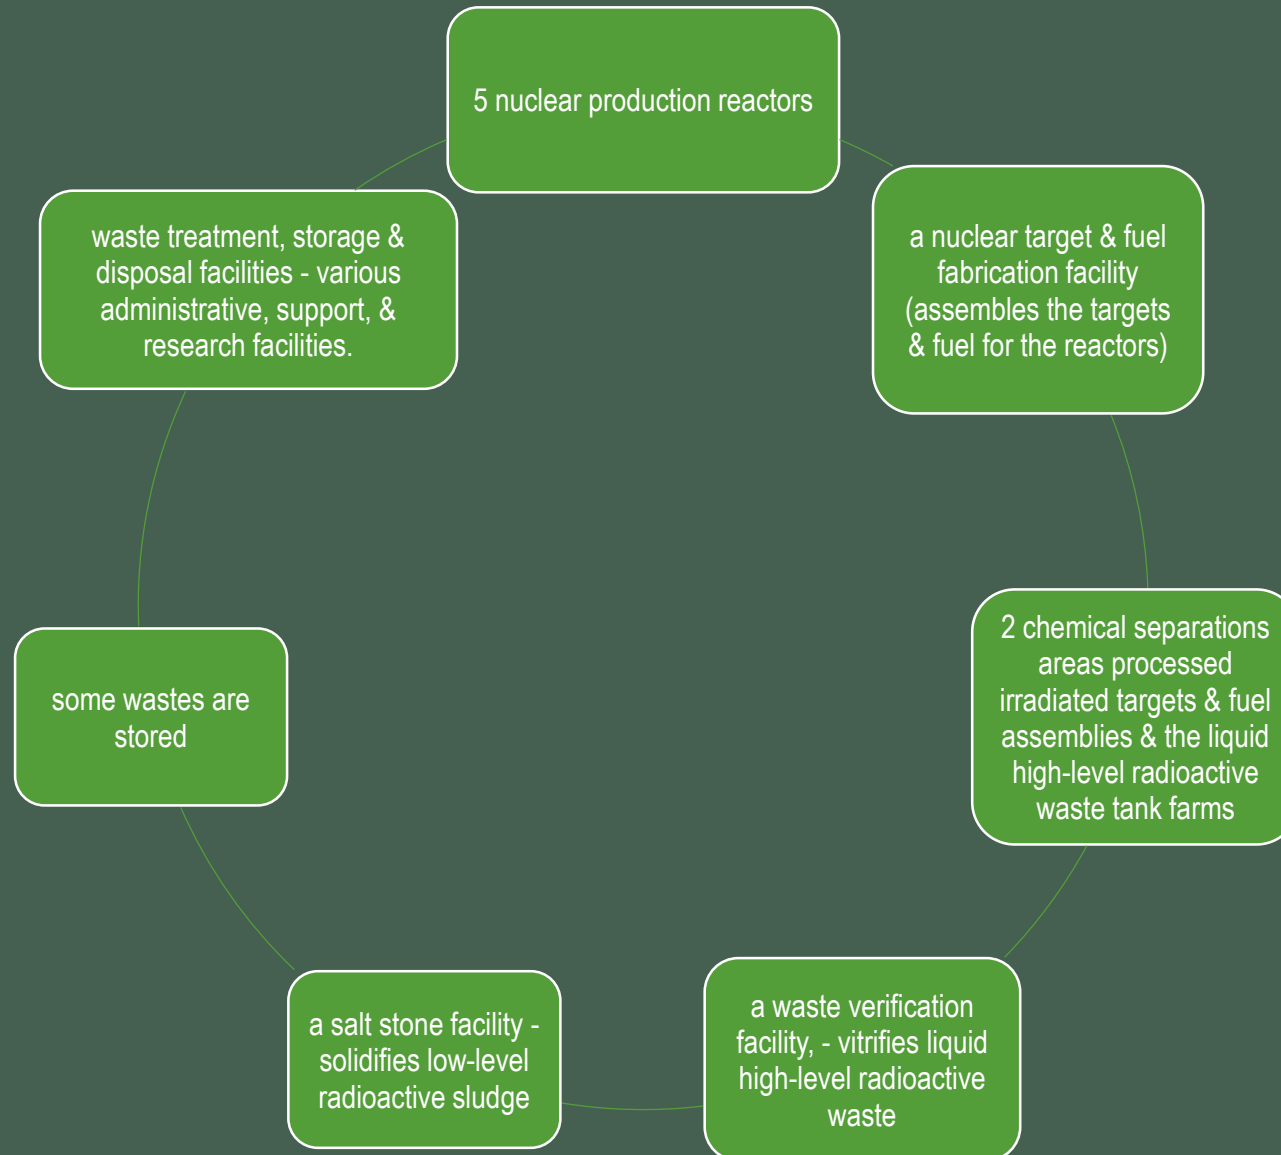 5 nuclear production reactors
a nuclear target & fuel
fabrication facility
(assembles the targets
& fuel for the reactors)
2 chemical separations
areas processed
irradiated targets & fuel
assemblies & the liquid
high-level radioactive
waste tank farms
a waste verification
facility, - vitrifies liquid
high-level radioactive
waste
a salt stone facility -
solidifies low-level
radioactive sludge
some wastes are
stored
waste treatment, storage &
disposal facilities - various
administrative, support, &
research facilities.